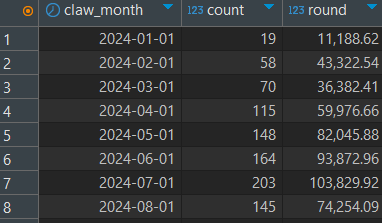 claw_month 123 count 123 round
1 2024-01-01 19 11,188.62
2 2024-02-01 58 43,322.54
3 2024-03-01 70 36,382.41
4 2024-04-01 115 59,976.66
5 2024-05-01 148 82,045.88
6 2024-06-01 164 93,872.96
7 2024-07-01 203 103,829.92
8 2024-08-01 145 74,254.09